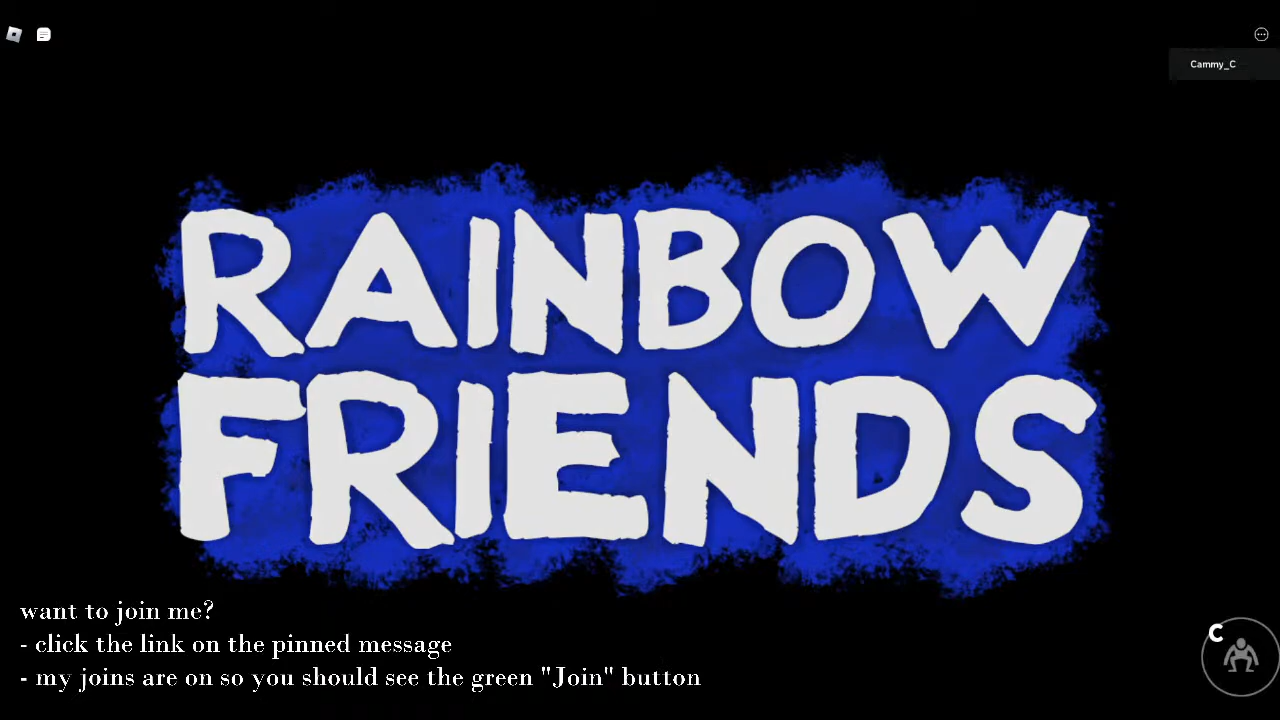 Cammy_C
RAINBOW
FRIENDS
want to join me?
- click the link on the pinned message
- my joins are on so you should see the green "Join" button
C